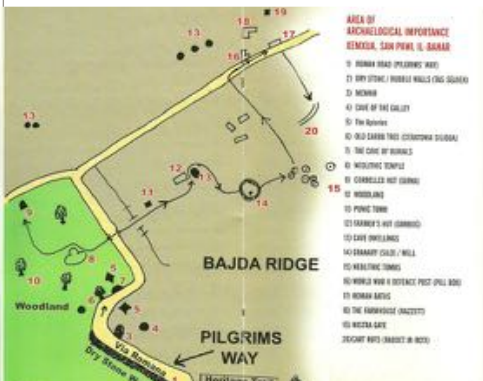 AREA OF
ARCHAELOGICAL IMPORTANCE
XEMXIJA, SAN PAWL IL-BAHAR
1) ROMAN ROAD (PILGRIMS' WAY)
2) DRY STONE / RUBBLE WALLS (TAS SEJIEH)
3) MENHIR
4) CAVE OF THE GALLEY
5) The Apiaries
6) OLD CAROB TREE (CERATONIA SILIQUA)
7) THE CAVE OF BURIALS
8) NEOLITHIC TEMPLE
9) CORBELLED HUT (GIRNA)
10 WOODLAND
11) PUNIC TOMB
12) FARMER'S HUT
13) CAVE DWELLINGS
14) GRANARY (SILO) / WELL
15) NEOLITHIC TOMBS
16) WORLD WAR II DEFENCE POST (PILL BOX)
17) ROMAN BATHS
18) THE FARMHOUSE (RAZZETT)
19) MISTRA GATE
20) CART RUTS
19
18
17
13
16
13
20
12
13
15
11
14
9
8
BAJDA RIDGE
10
7
6
Woodland
5
4
3
PILGRIMS
WAY
Via Romana
Dry Stone W
1